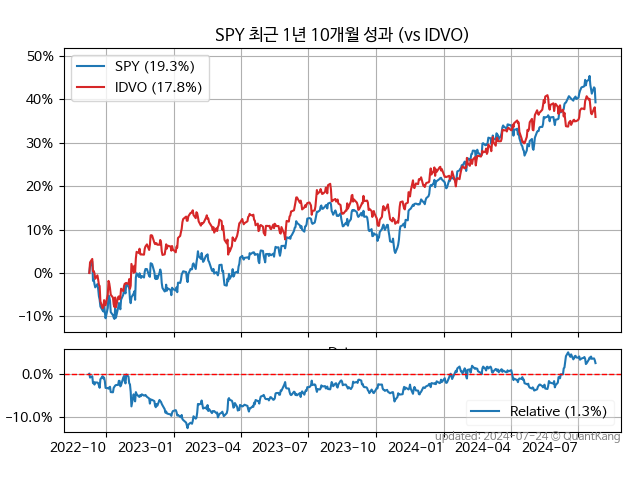 SPY 최근 1년 10개월 성과 (vs IDVO)
50%
40%
30%
20%
10%
0%
−10%
SPY (19.3%)
IDVO (17.8%)
0.0%
−10.0%
Relative (1.3%)
2022-10 2023-01 2023-04 2023-07 2023-10 2024-01 2024-04 2024-07
updated: 2024-07-24 © QuantKang